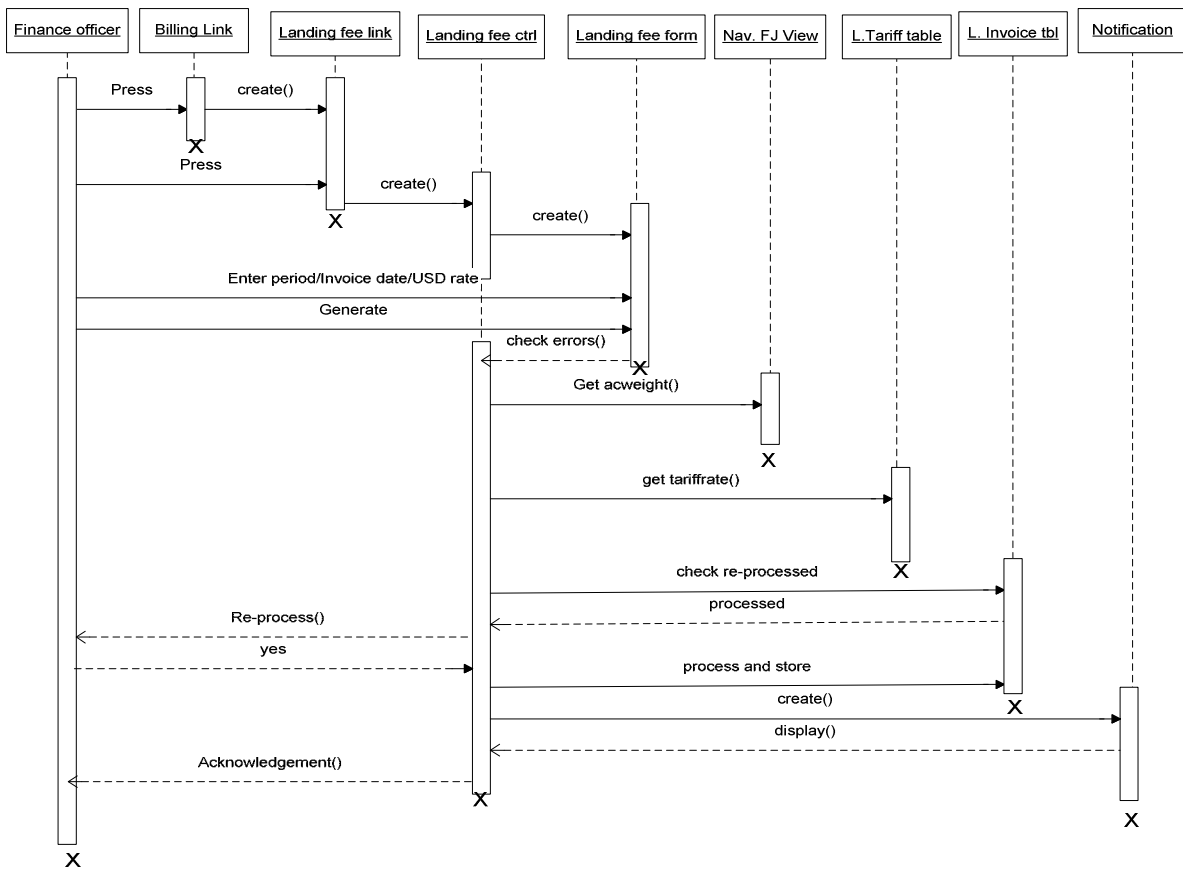 Finance officer
Billing Link
Landing fee link
Landing fee ctrl
Landing fee form
Nav. FJ View
L.Tariff table
L. Invoice tbl
Notification
Press
create()
X
Press
create()
X
create()
Enter period/Invoice date/USD rate
Generate
check errors()
X
Get acweight()
X
get tariffrate()
X
check re-processed
processed
Re-process()
yes
process and store
create()
X
display()
Acknowledgement()
X
X
X